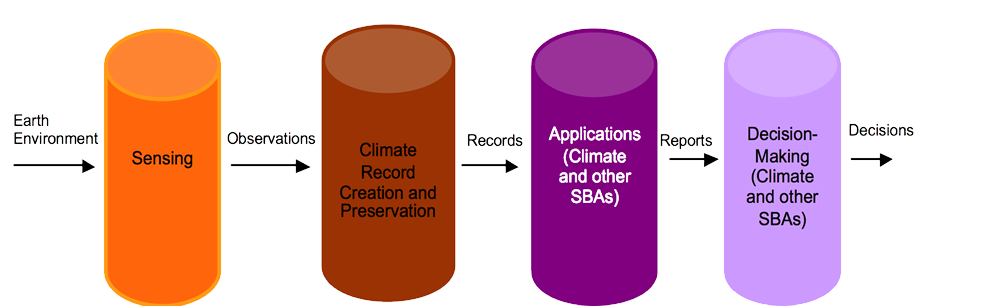 Earth
Environment
Sensing
Observations
Climate
Record
Creation and
Preservation
Records
Applications
(Climate
and other
SBAs)
Reports
Decision-
Making
(Climate
and other
SBAs)
Decisions